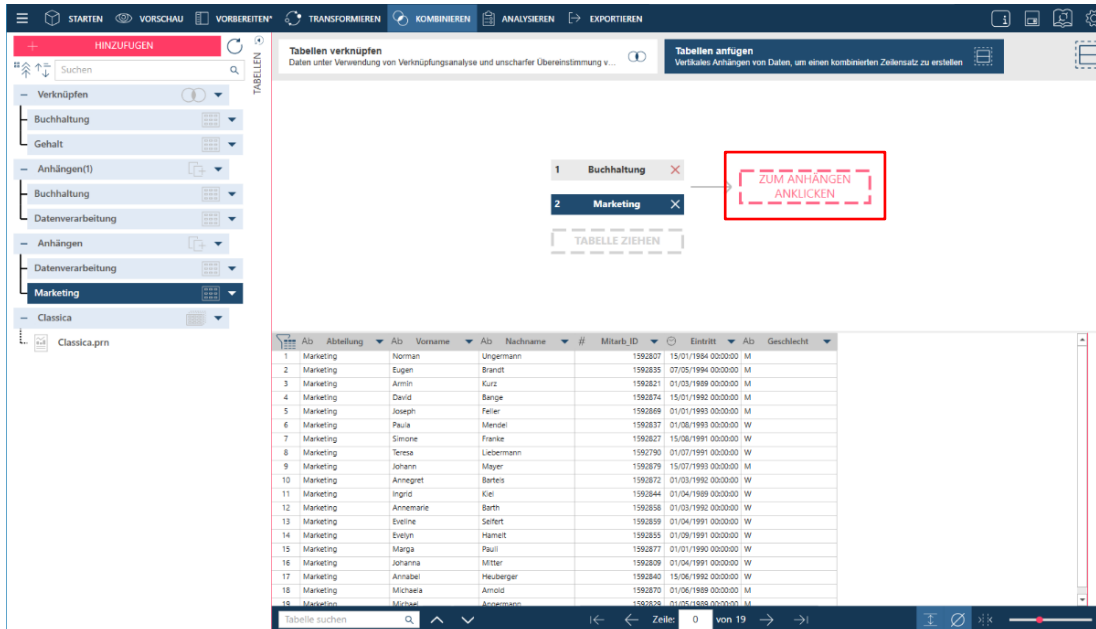 STARTEN VORSCHAU VORBEREITEN* TRANSFORMIEREN KOMBINIEREN ANALYSIEREN EXPORTIEREN
HINZUFUGEN
Suchen
TABELLEN
Verknüpfen
Buchhaltung
Gehalt
Anhängen(1)
Buchhaltung
Datenverarbeitung
Anhängen
Datenverarbeitung
Marketing
Classica
Classica.prn
Tabellen verknüpfen
Daten unter Verwendung von Verknüpfungsanalyse und unscharfer Übereinstimmung v...
Tabellen anfügen
Vertikales Anhängen von Daten, um einen kombinierten Zeilensatz zu erstellen
1 Buchhaltung
2 Marketing
TABELLE ZIEHEN
ZUM ANHÄNGEN
ANKLICKEN
Ab Abteilung Ab Vorname Ab Nachname # Mitarb_ID Eintritt Ab Geschlecht
1 Marketing Norman Ungermann 1592807 15/01/1984 00:00:00 M
2 Marketing Eugen Brandt 1592835 07/05/1994 00:00:00 M
3 Marketing Armin Kurz 1592821 01/03/1989 00:00:00 M
4 Marketing David Bange 1592874 15/01/1992 00:00:00 M
5 Marketing Joseph Feller 1592869 01/01/1993 00:00:00 M
6 Marketing Paula Mendel 1592837 01/08/1993 00:00:00 W
7 Marketing Simone Franke 1592827 15/08/1991 00:00:00 W
8 Marketing Teresa Liebermann 1592790 01/07/1991 00:00:00 W
9 Marketing Johann Mayer 1592879 15/07/1993 00:00:00 M
10 Marketing Annegret Bartels 1592872 01/03/1992 00:00:00 W
11 Marketing Ingrid Kiel 1592844 01/04/1989 00:00:00 W
12 Marketing Annemarie Barth 1592858 01/03/1992 00:00:00 W
13 Marketing Eveline Seifert 1592859 01/04/1991 00:00:00 W
14 Marketing Evelyn Hamelt 1592855 01/09/1991 00:00:00 W
15 Marketing Marga Pauli 1592877 01/01/1990 00:00:00 W
16 Marketing Johanna Mitter 1592809 01/04/1991 00:00:00 W
17 Marketing Annabel Heuberger 1592840 15/06/1992 00:00:00 W
18 Marketing Michaela Arnold 1592870 01/06/1989 00:00:00 W
19 Marketing Michael Angermann 1592829 01/05/1989 00:00:00 M
Tabelle suchen Zeile: 0 von 19